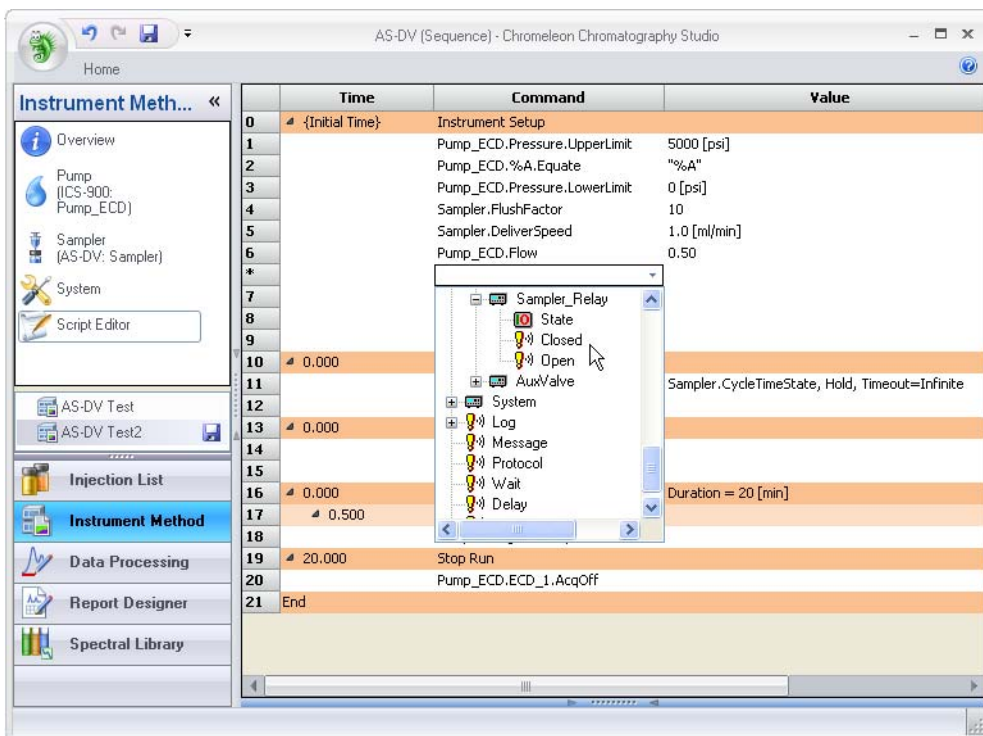 AS-DV (Sequence) - Chromeleon Chromatography Studio
Home
Instrument Meth... «
Overview
Pump
(ICS-900:
Pump_ECD)
Sampler
(AS-DV: Sampler)
System
Script Editor
AS-DV Test
AS-DV Test2
Injection List
Instrument Method
Data Processing
Report Designer
Spectral Library
Time Command Value
0 {Initial Time} Instrument Setup
1 Pump_ECD.Pressure.UpperLimit 5000 [psi]
2 Pump_ECD.%A.Equate "%A"
3 Pump_ECD.Pressure.LowerLimit 0 [psi]
4 Sampler.FlushFactor 10
5 Sampler.DeliverSpeed 1.0 [ml/min]
6 Pump_ECD.Flow 0.50
*
7
8
9
10 0.000
11 Sampler.CycleTimeState, Hold, Timeout=Infinite
12
13 0.000
14
15
16 0.000 Duration = 20 [min]
17 0.500
18
19 20.000 Stop Run
20 Pump_ECD.ECD_1.AcqOff
21 End
Sampler_Relay
State
Closed
Open
AuxValve
System
Log
Message
Protocol
Wait
Delay